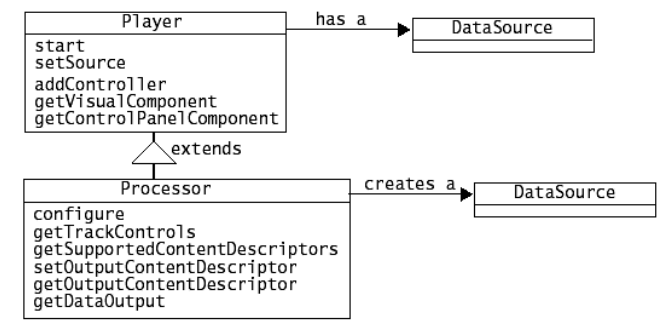 Player
has a
DataSource
start
setSource
addController
getVisualComponent
getControlPanelComponent
extends
Processor
creates a
DataSource
configure
getTrackControls
getSupportedContentDescriptors
setOutputContentDescriptor
getOutputContentDescriptor
getDataOutput